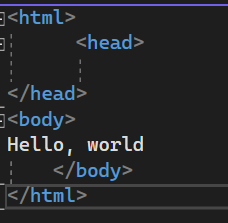 <html>
<head>
</head>
<body>
Hello, world
</body>
</html>